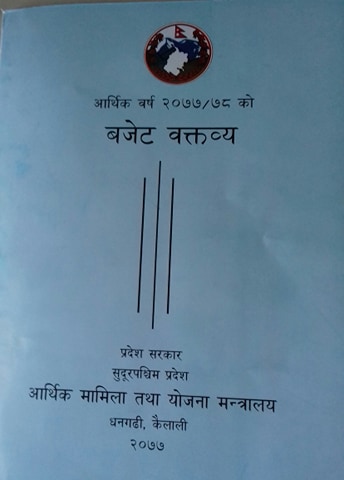 आर्थिक वर्ष २०७७/७८ को
बजेट वक्तव्य
प्रदेश सरकार
सुदूरपश्चिम प्रदेश
आर्थिक मामिला तथा योजना मन्त्रालय
धनगढी, कैलाली
२०७७